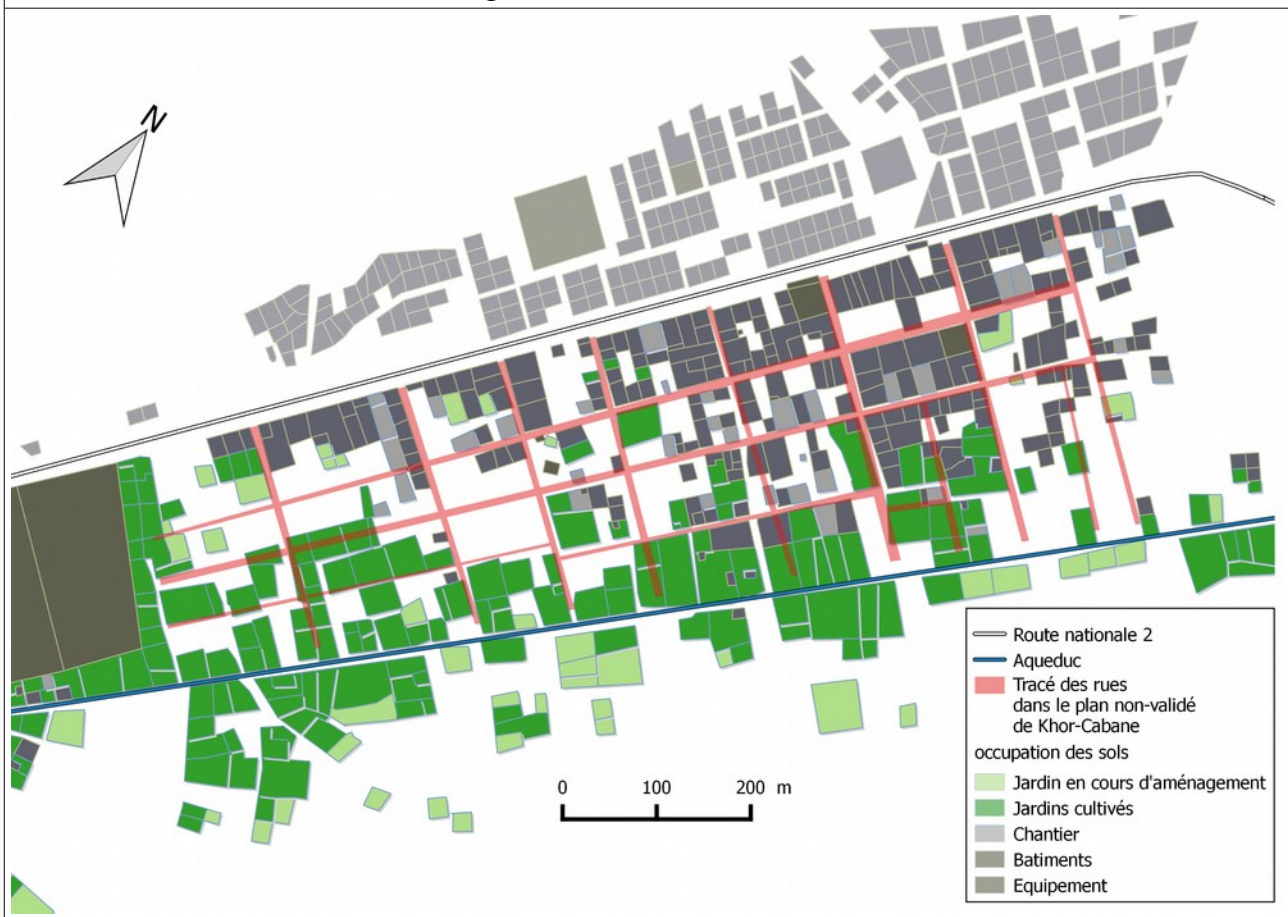 N
0 100 200 m
Route nationale 2
Aqueduc
Tracé des rues
dans le plan non-validé
de Khor-Cabane
occupation des sols
Jardin en cours d'aménagement
Jardins cultivés
Chantier
Batiments
Equipement